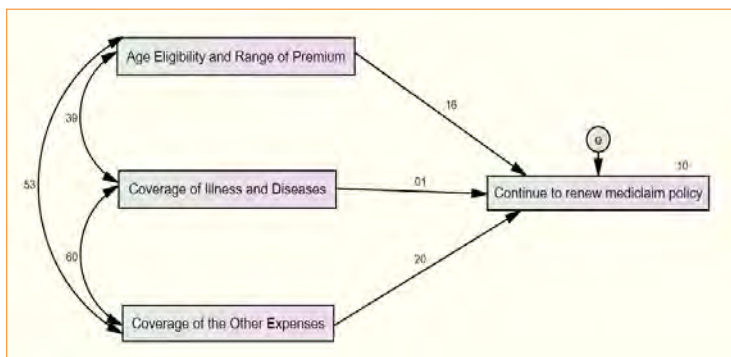 Age Eligibility and Range of Premium
16
39
e
10
53
Coverage of Illness and Diseases
01
Continue to renew mediclaim policy
60
20
Coverage of the Other Expenses